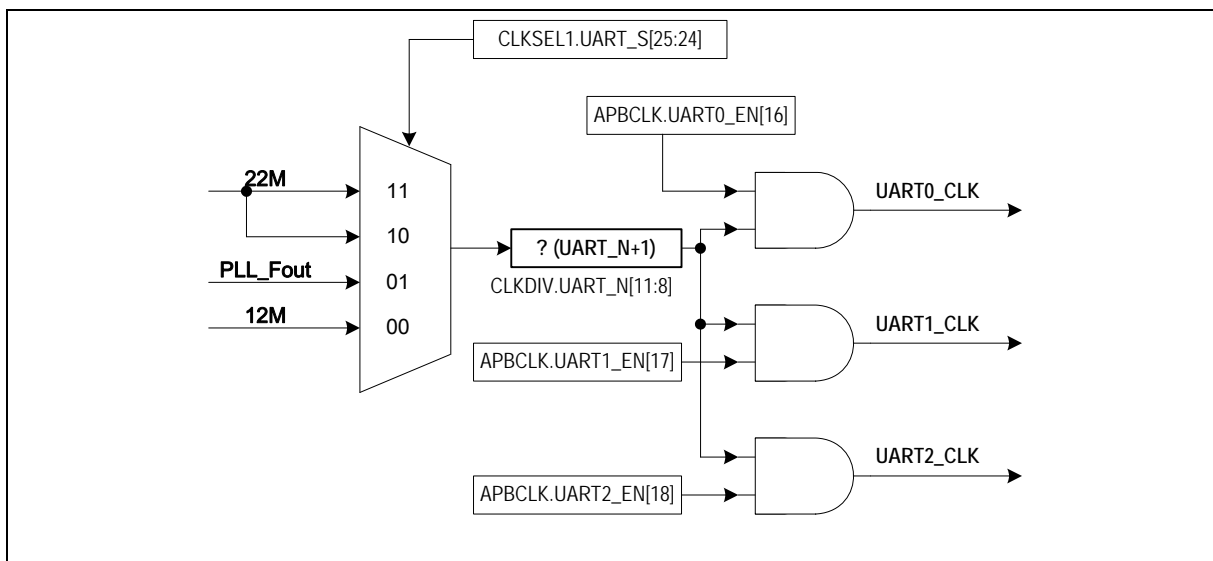 CLKSEL1.UART_S[25:24]
APBCLK.UART0_EN[16]
22M
11
UART0_CLK
10
? (UART_N+1)
PLL_Fout
01
CLKDIV.UART_N[11:8]
12M
00
UART1_CLK
APBCLK.UART1_EN[17]
UART2_CLK
APBCLK.UART2_EN[18]